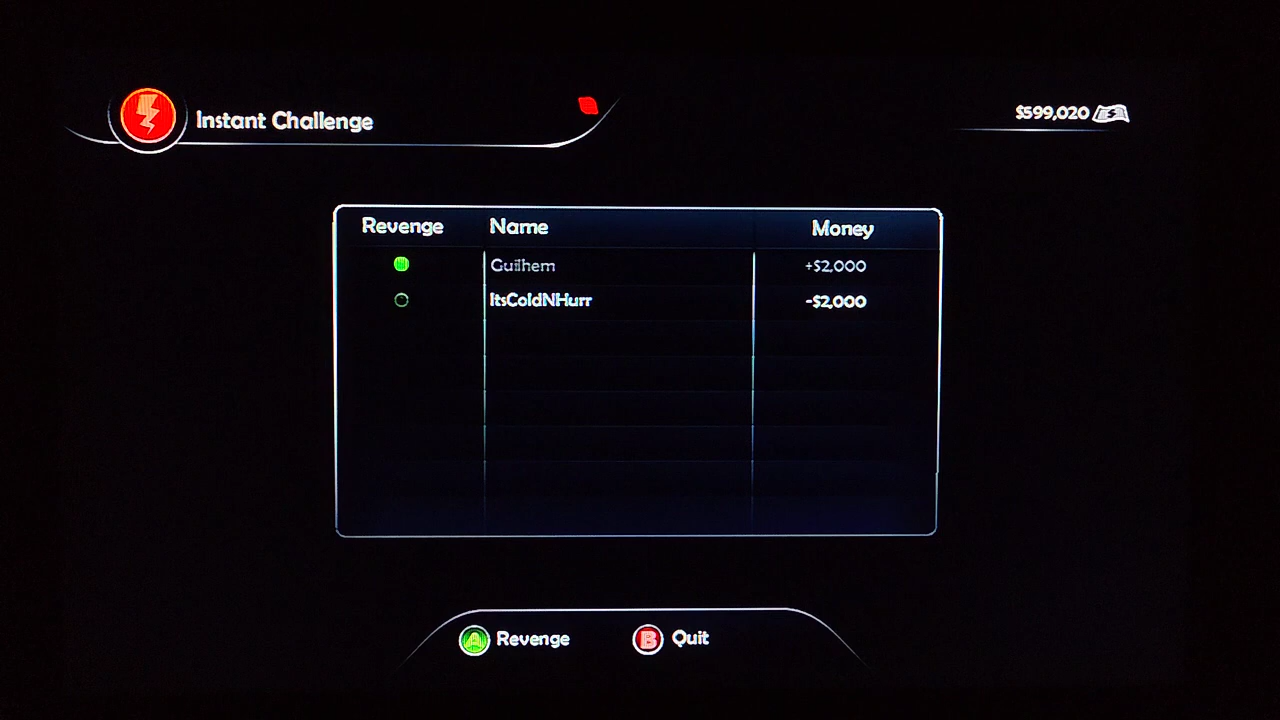 Instant Challenge
$599,020
Revenge Name Money
Guilhem +$2,000
ItsColdNHurr -$2,000
A Revenge B Quit